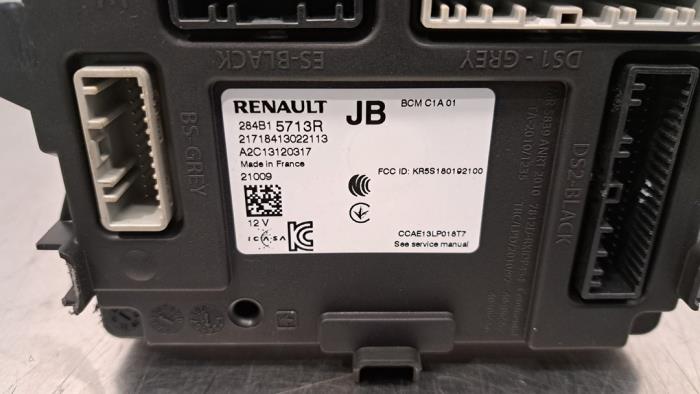 ES-BLACK
DS1 - GREY
BS-GREY
RENAULT
JB
BCM C1A 01
284B1 5713R
21718413022113
A2C13120317
Made in France
21009
FCC ID: KR5S180192100
12 V
ICASA
CCAE13LP018T7
See service manual
DS2-BLACK